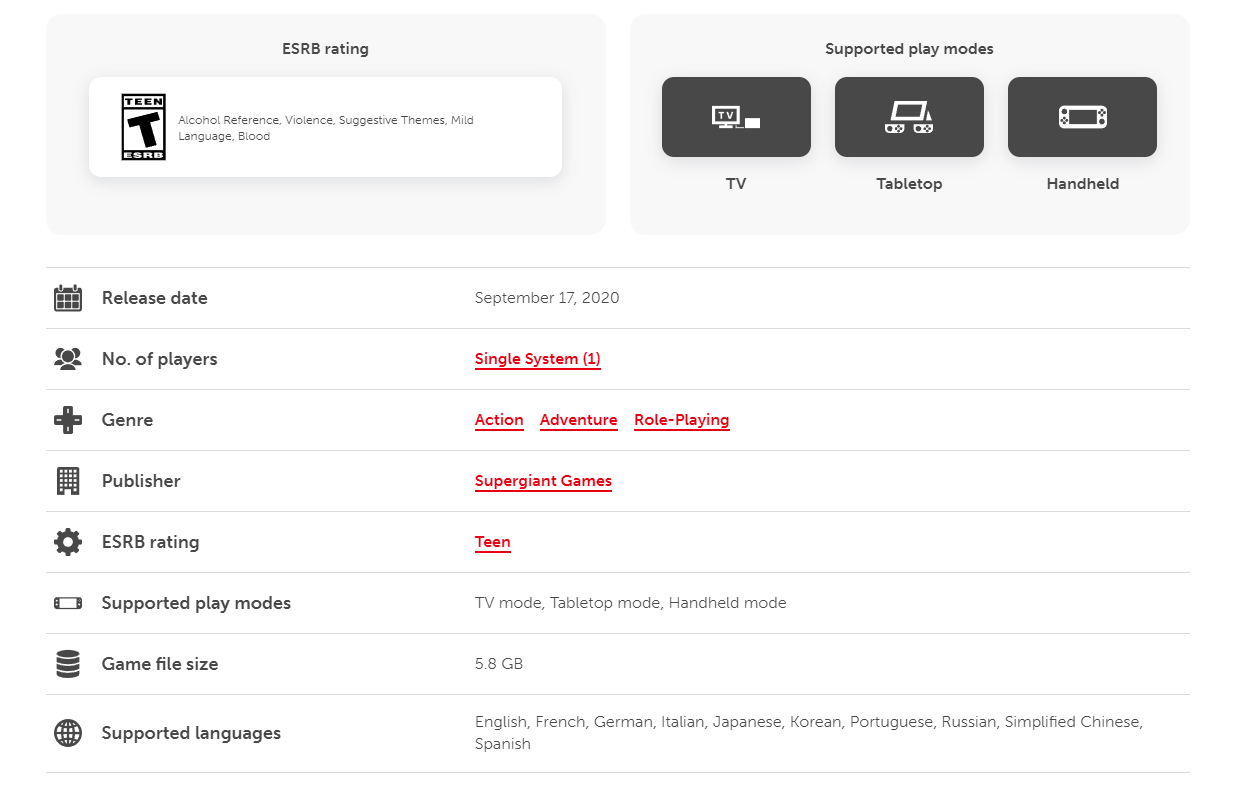 ESRB rating
TEEN
T
ESRB
Alcohol Reference, Violence, Suggestive Themes, Mild
Language, Blood
Supported play modes
TV
TV
Tabletop
Handheld
Release date
September 17, 2020
No. of players
Single System (1)
Genre
Action Adventure Role-Playing
Publisher
Supergiant Games
ESRB rating
Teen
Supported play modes
TV mode, Tabletop mode, Handheld mode
Game file size
5.8 GB
Supported languages
English, French, German, Italian, Japanese, Korean, Portuguese, Russian, Simplified Chinese,
Spanish